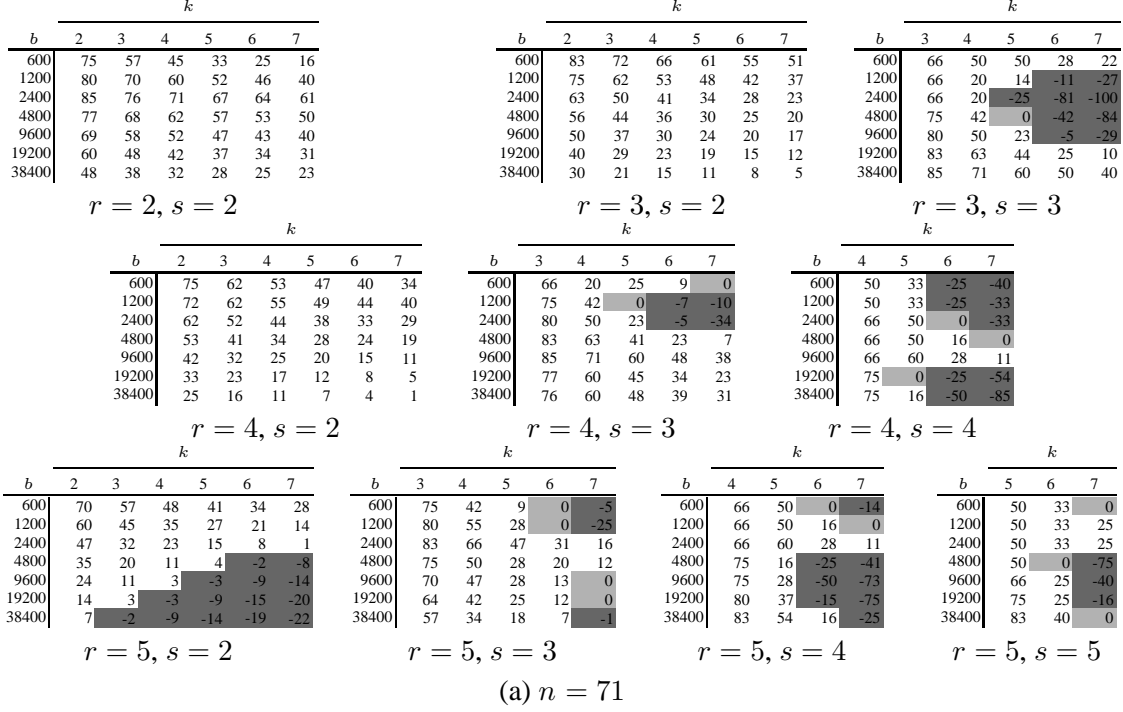 k
b 2 3 4 5 6 7
600 75 57 45 33 25 16
1200 80 70 60 52 46 40
2400 85 76 71 67 64 61
4800 77 68 62 57 53 50
9600 69 58 52 47 43 40
19200 60 48 42 37 34 31
38400 48 38 32 28 25 23
r = 2, s = 2
k
b 2 3 4 5 6 7
600 83 72 66 61 55 51
1200 75 62 53 48 42 37
2400 63 50 41 34 28 23
4800 56 44 36 30 25 20
9600 50 37 30 24 20 17
19200 40 29 23 19 15 12
38400 30 21 15 11 8 5
r = 3, s = 2
k
b 3 4 5 6 7
600 66 50 50 28 22
1200 66 20 14 -11 -27
2400 66 20 -25 -81 -100
4800 75 42 0 -42 -84
9600 80 50 23 -5 -29
19200 83 63 44 25 10
38400 85 71 60 50 40
r = 3, s = 3
k
b 2 3 4 5 6 7
600 75 62 53 47 40 34
1200 72 62 55 49 44 40
2400 62 52 44 38 33 29
4800 53 41 34 28 24 19
9600 42 32 25 20 15 11
19200 33 23 17 12 8 5
38400 25 16 11 7 4 1
r = 4, s = 2
k
b 3 4 5 6 7
600 66 20 25 9 0
1200 75 42 0 -7 -10
2400 80 50 23 -5 -34
4800 83 63 41 23 7
9600 85 71 60 48 38
19200 77 60 45 34 23
38400 76 60 48 39 31
r = 4, s = 3
k
b 4 5 6 7
600 50 33 -25 -40
1200 50 33 -25 -33
2400 66 50 0 -33
4800 66 50 16 0
9600 66 60 28 11
19200 75 0 -25 -54
38400 75 16 -50 -85
r = 4, s = 4
k
b 2 3 4 5 6 7
600 70 57 48 41 34 28
1200 60 45 35 27 21 14
2400 47 32 23 15 8 1
4800 35 20 11 4 -2 -8
9600 24 11 3 -3 -9 -14
19200 14 3 -3 -9 -15 -20
38400 7 -2 -9 -14 -19 -22
r = 5, s = 2
k
b 3 4 5 6 7
600 75 42 9 0 -5
1200 80 55 28 0 -25
2400 83 66 47 31 16
4800 75 50 28 20 12
9600 70 47 28 13 0
19200 64 42 25 12 0
38400 57 34 18 7 -1
r = 5, s = 3
k
b 4 5 6 7
600 66 50 0 -14
1200 66 50 16 0
2400 66 60 28 11
4800 75 16 -25 -41
9600 75 28 -50 -73
19200 80 37 -15 -75
38400 83 54 16 -25
r = 5, s = 4
k
b 5 6 7
600 50 33 0
1200 50 33 25
2400 50 33 25
4800 50 0 -75
9600 66 25 -40
19200 75 25 -16
38400 83 40 0
r = 5, s = 5
(a) n = 71